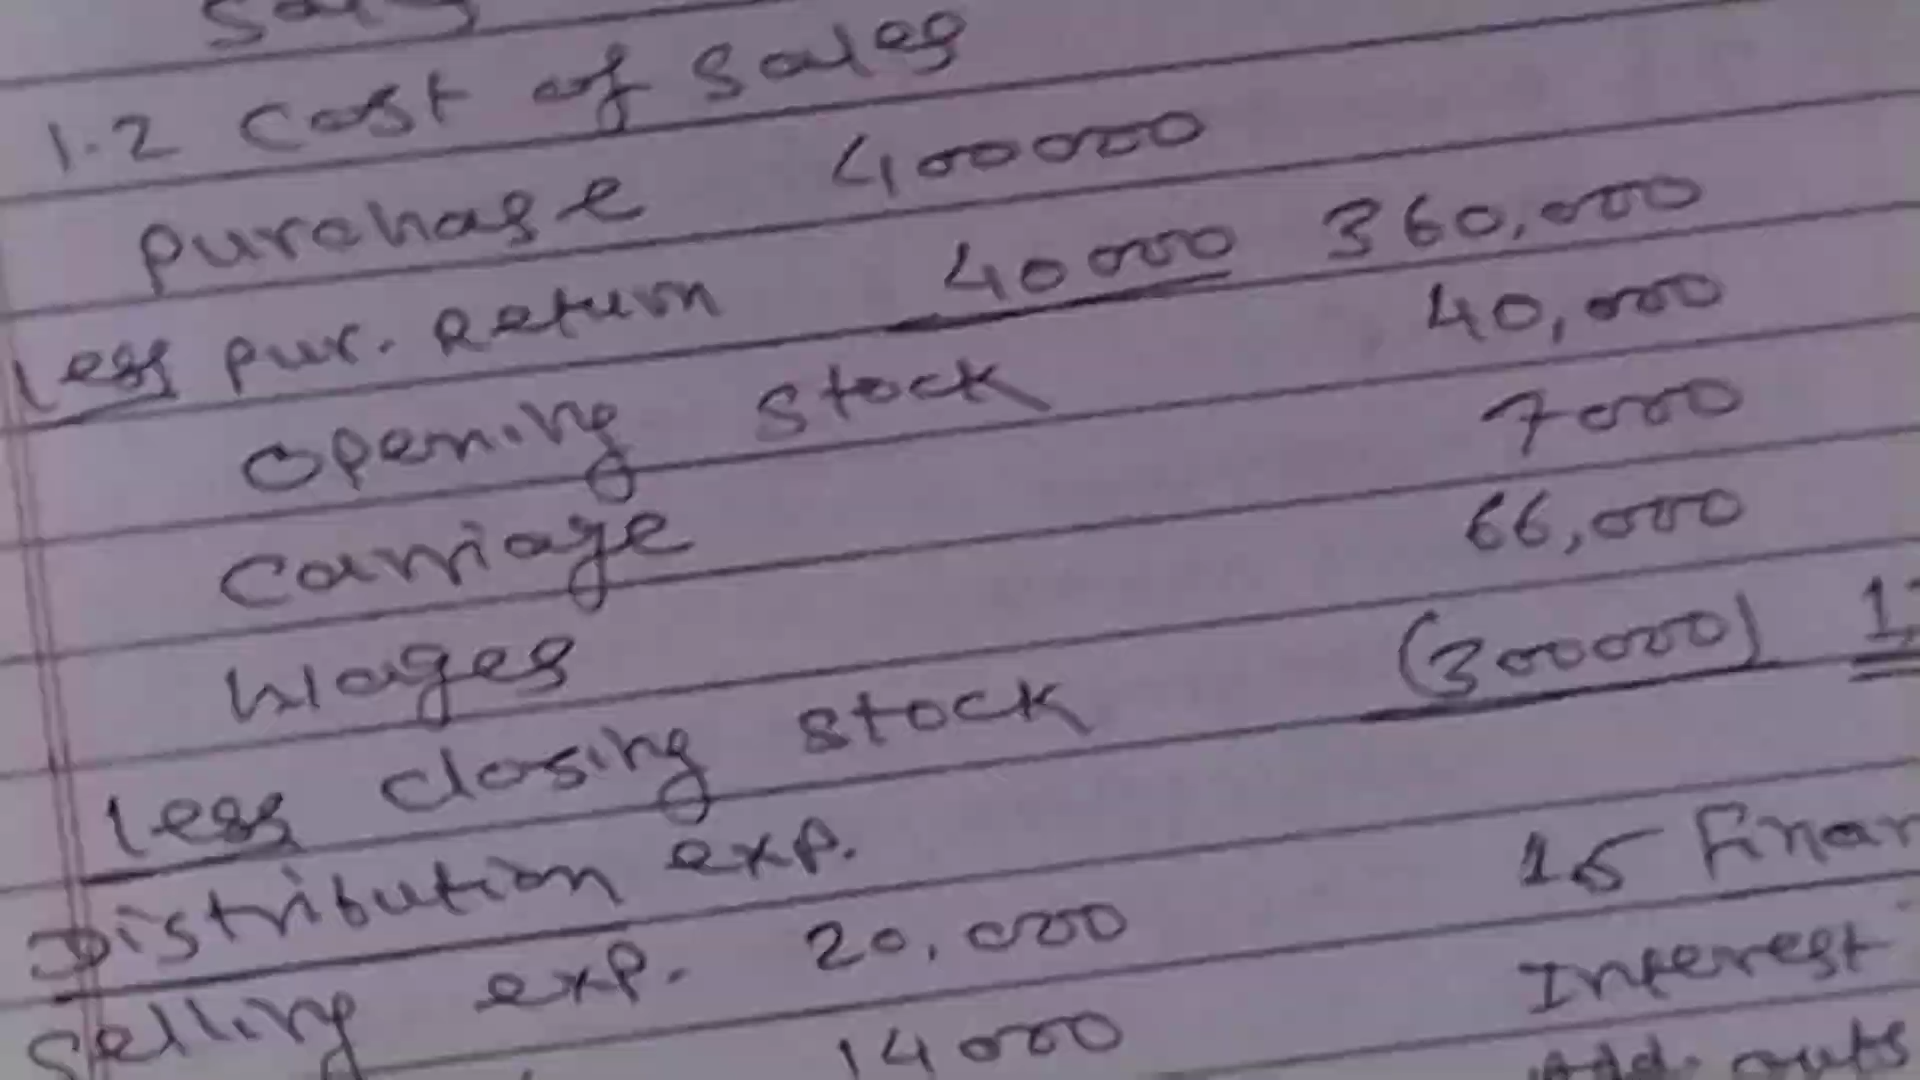 1.2 Cost of Sales
Purchase 400000
Less Pur. Return 40000 360,000
Opening Stock 40,000
Carriage 7000
Wages 66,000
Less closing stock (300000)
Distribution exp.
Selling exp. 20,000
14000
15
Interest